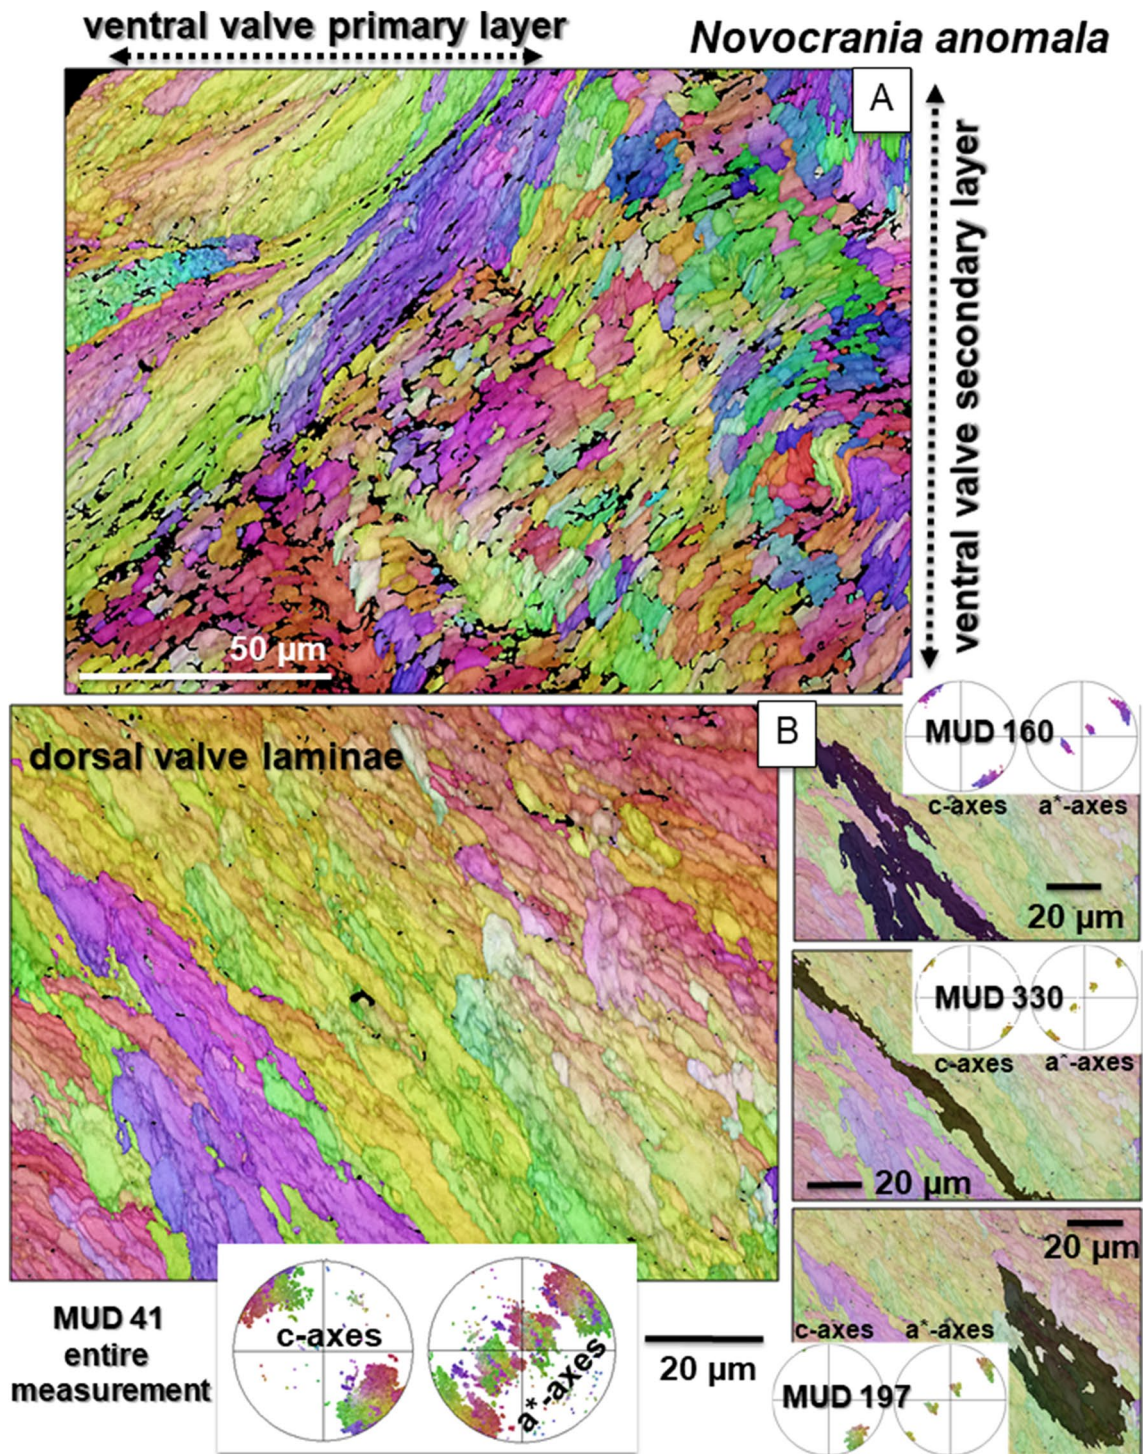 ventral valve primary layer
Novocrania anomala
A
ventral valve secondary layer
50 µm
B
dorsal valve laminae
MUD 160
c-axes a*-axes
20 µm
MUD 330
c-axes a*-axes
20 µm
20 µm
c-axes a*-axes
MUD 197
MUD 41
entire
measurement
c-axes
a*-axes
20 µm